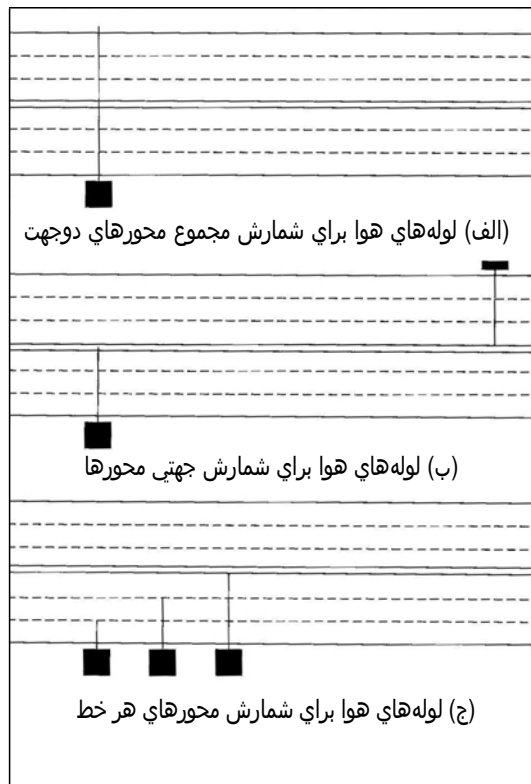 (الف) لوله‌هاي هوا براي شمارش مجموع محورهاي دوجهت
(ب) لوله‌هاي هوا براي شمارش جهتي محورها
(ج) لوله‌هاي هوا براي شمارش محورهاي هر خط